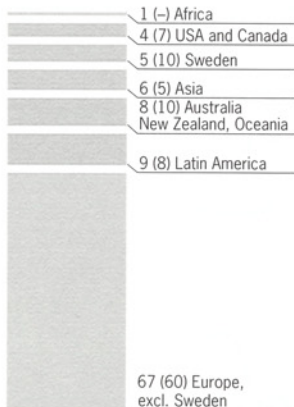 1 (–) Africa
4 (7) USA and Canada
5 (10) Sweden
6 (5) Asia
8 (10) Australia
New Zealand, Oceania
9 (8) Latin America
67 (60) Europe,
excl. Sweden